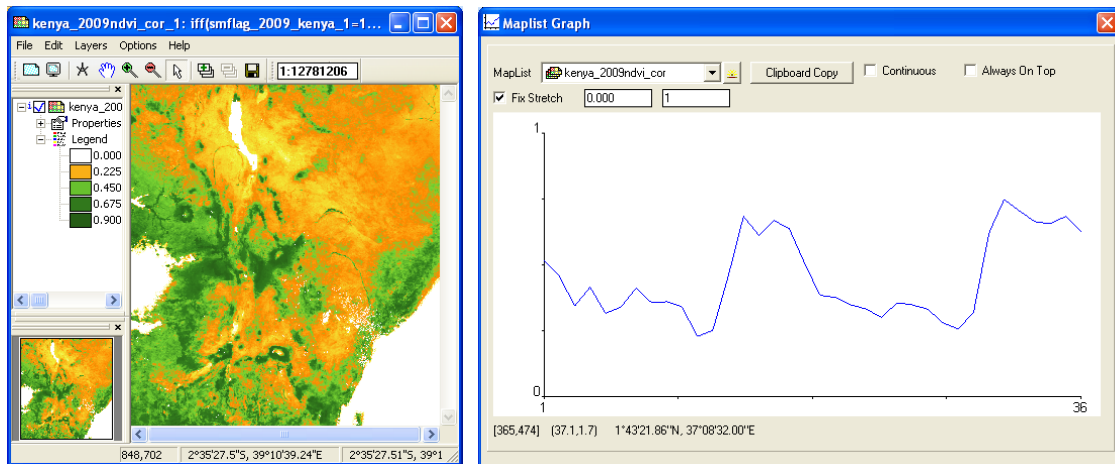 kenya_2009ndvi_cor_1: iff(smflag_2009_kenya_1=1...
File Edit Layers Options Help
1:12781206
kenya_200
Properties
Legend
0.000
0.225
0.450
0.675
0.900
848,702 2°35'27.5"S, 39°10'39.24"E 2°35'27.51"S, 39°1
Maplist Graph
MapList kenya_2009ndvi_cor Clipboard Copy Continuous Always On Top
Fix Stretch 0.000 1
1
0
1 36
[365,474] (37.1,1.7) 1°43'21.86"N, 37°08'32.00"E